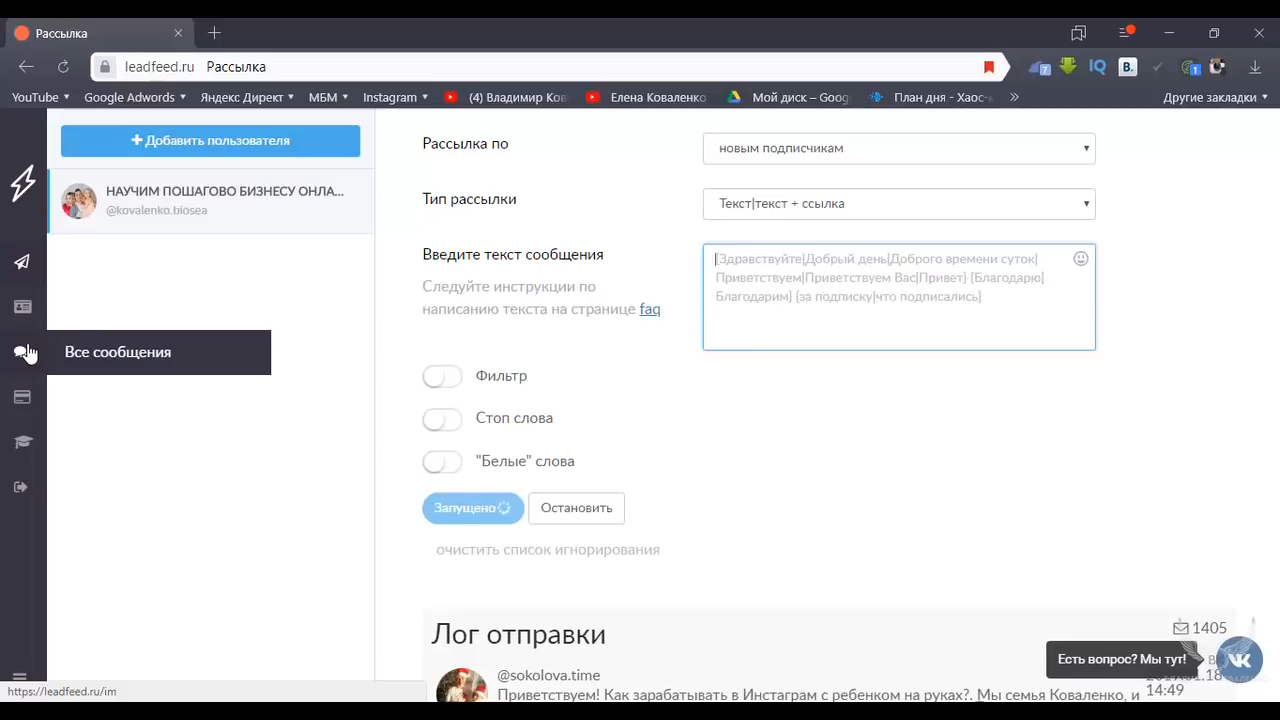 Рассылка
leadfeed.ru Рассылка
7
IQ
B.
1
YouTube
Google Adwords
Яндекс Директ
МБМ
Instagram
(4) Владимир Ков
Елена Коваленко
Мой диск – Goog
План дня - Хаос-
»
Другие закладки
+ Добавить пользователя
НАУЧИМ ПОШАГОВО БИЗНЕСУ ОНЛА...
@kovalenko.biosea
Все сообщения
Рассылка по
новым подписчикам
Тип рассылки
Текст|текст + ссылка
Введите текст сообщения
Следуйте инструкции по
написанию текста на странице faq
{Здравствуйте|Добрый день|Доброго времени суток|
Приветствуем|Приветствуем Вас|Привет} {Благодарю|
Благодарим} {за подписку|что подписались}
Фильтр
Стоп слова
"Белые" слова
Запущено
Остановить
очистить список игнорирования
Лог отправки
1405
@sokolova.time
Приветствуем! Как зарабатывать в Инстаграм с ребенком на руках?. Мы семья Коваленко, и
14:49
Есть вопрос? Мы тут!
https://leadfeed.ru/im